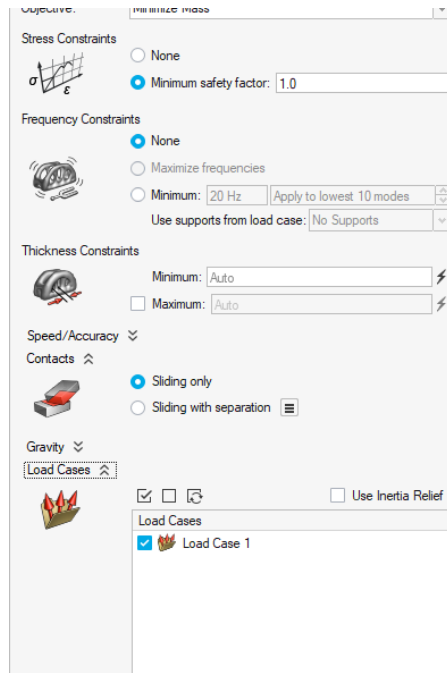 Objective: Minimize Mass
Stress Constraints
None
σ
ε
Minimum safety factor: 1.0
Frequency Constraints
None
Maximize frequencies
Minimum: 20 Hz Apply to lowest 10 modes
Use supports from load case: No Supports
Thickness Constraints
Minimum: Auto
Maximum: Auto
Speed/Accuracy
Contacts
Sliding only
Sliding with separation
Gravity
Load Cases
Use Inertia Relief
Load Cases
Load Case 1